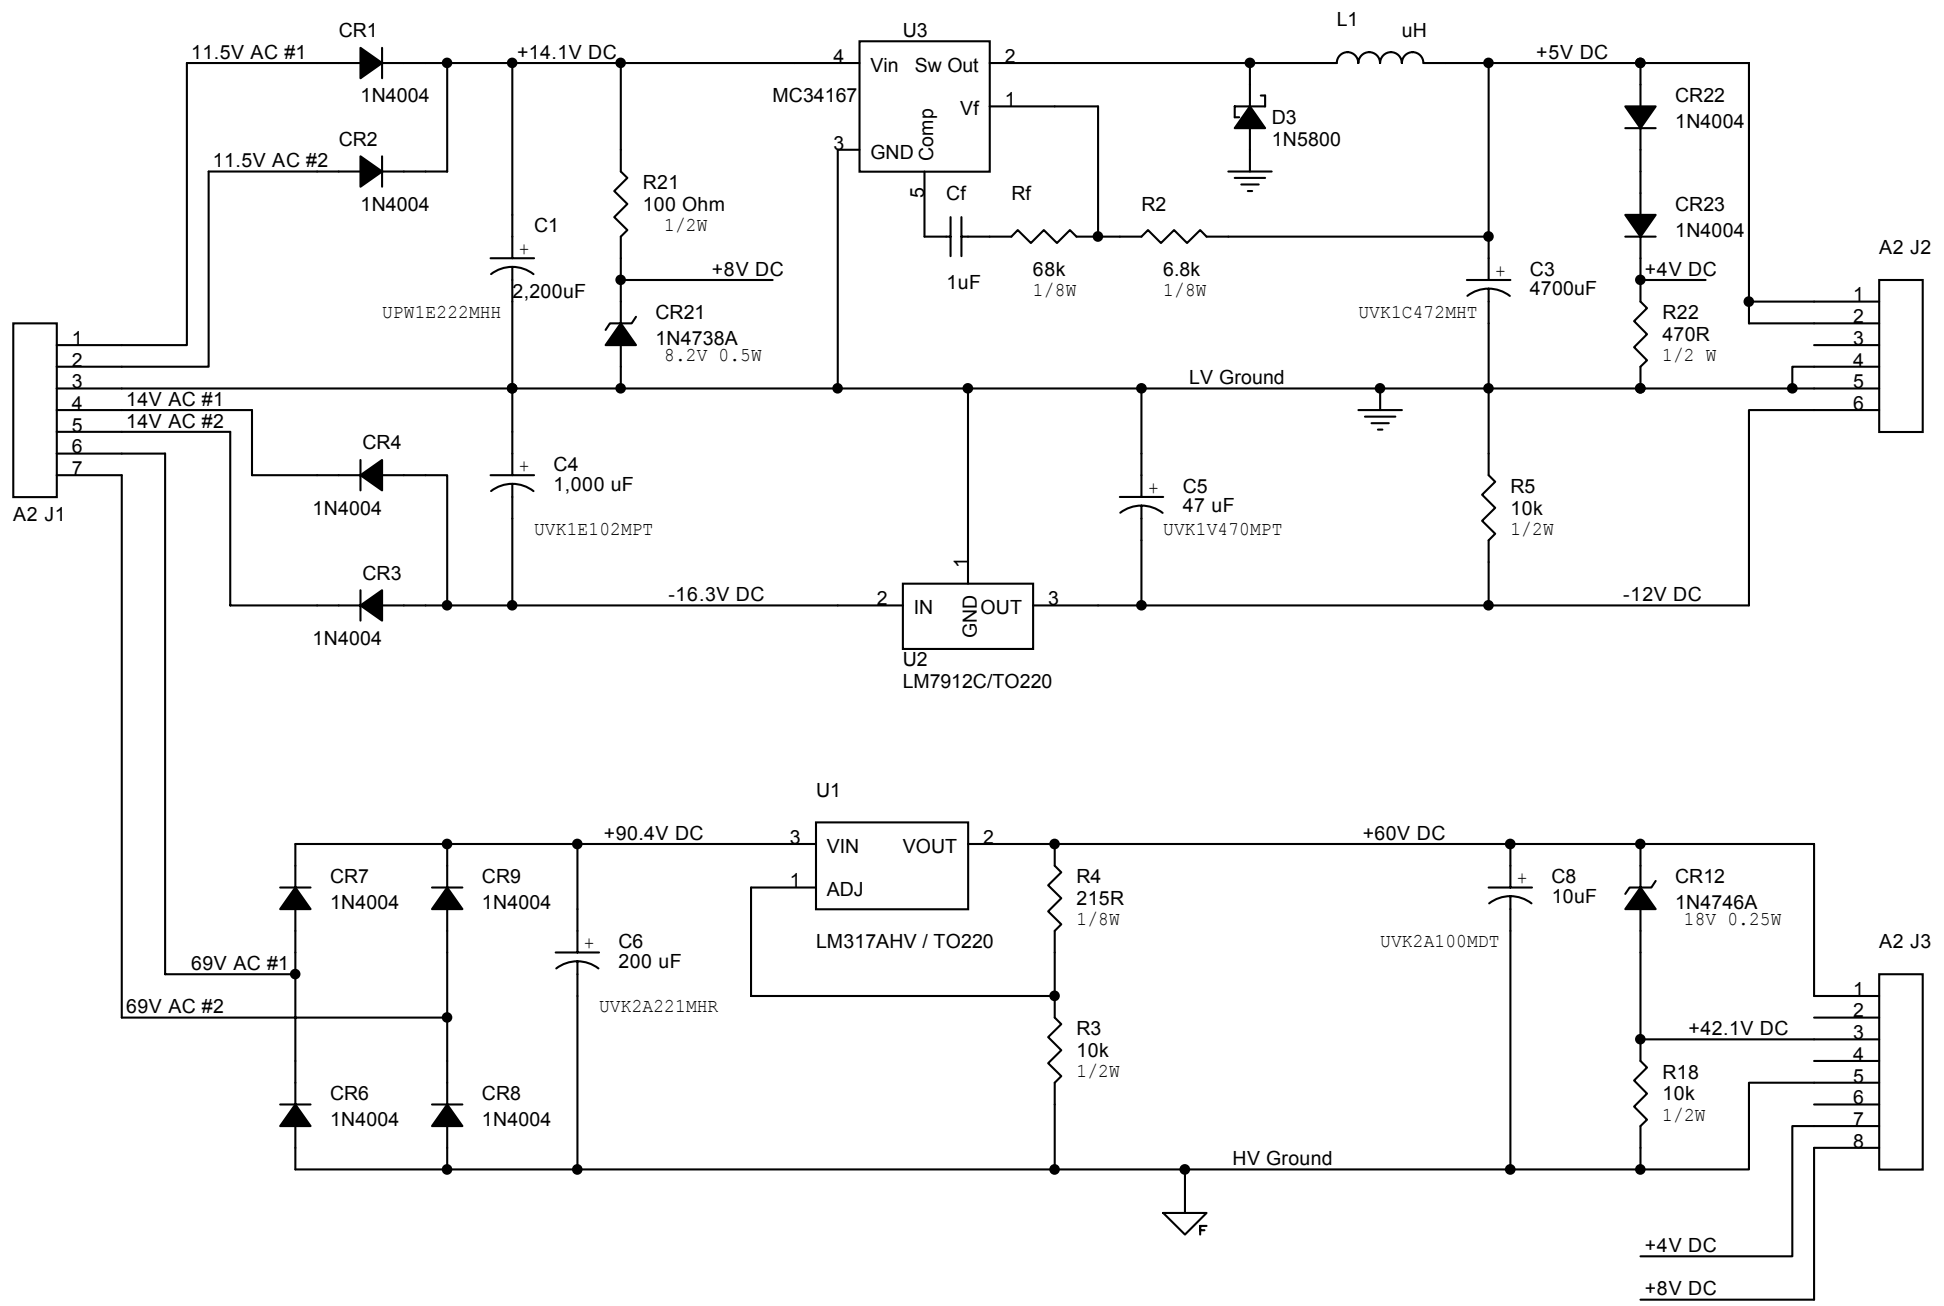 CR1
11.5V AC #1
1N4004
+14.1V DC
CR2
11.5V AC #2
1N4004
C1
+
2,200uF
UPW1E222MHH
R21
100 Ohm
1/2W
+8V DC
CR21
1N4738A
8.2V 0.5W
U3
4 Vin Sw Out 2
MC34167
Vf 1
3 GND
Comp
5
Cf
1uF
Rf
68k
1/8W
R2
6.8k
1/8W
L1
uH
D3
1N5800
+5V DC
C3
+
4700uF
UVK1C472MHT
CR22
1N4004
CR23
1N4004
+4V DC
R22
470R
1/2 W
A2 J2
1
2
3
4
5
6
LV Ground
1
2
3
4
5
6
7
A2 J1
14V AC #1
14V AC #2
CR4
1N4004
CR3
1N4004
C4
+
1,000 uF
UVK1E102MPT
-16.3V DC
2 IN GND OUT 3
1
U2
LM7912C/TO220
C5
+
47 uF
UVK1V470MPT
R5
10k
1/2W
-12V DC
69V AC #1
69V AC #2
CR7
1N4004
CR9
1N4004
CR6
1N4004
CR8
1N4004
C6
+
200 uF
UVK2A221MHR
+90.4V DC
U1
3 VIN VOUT 2
1 ADJ
LM317AHV / TO220
R4
215R
1/8W
R3
10k
1/2W
+60V DC
C8
+
10uF
UVK2A100MDT
CR12
1N4746A
18V 0.25W
+42.1V DC
R18
10k
1/2W
HV Ground
F
A2 J3
1
2
3
4
5
6
7
8
+4V DC
+8V DC